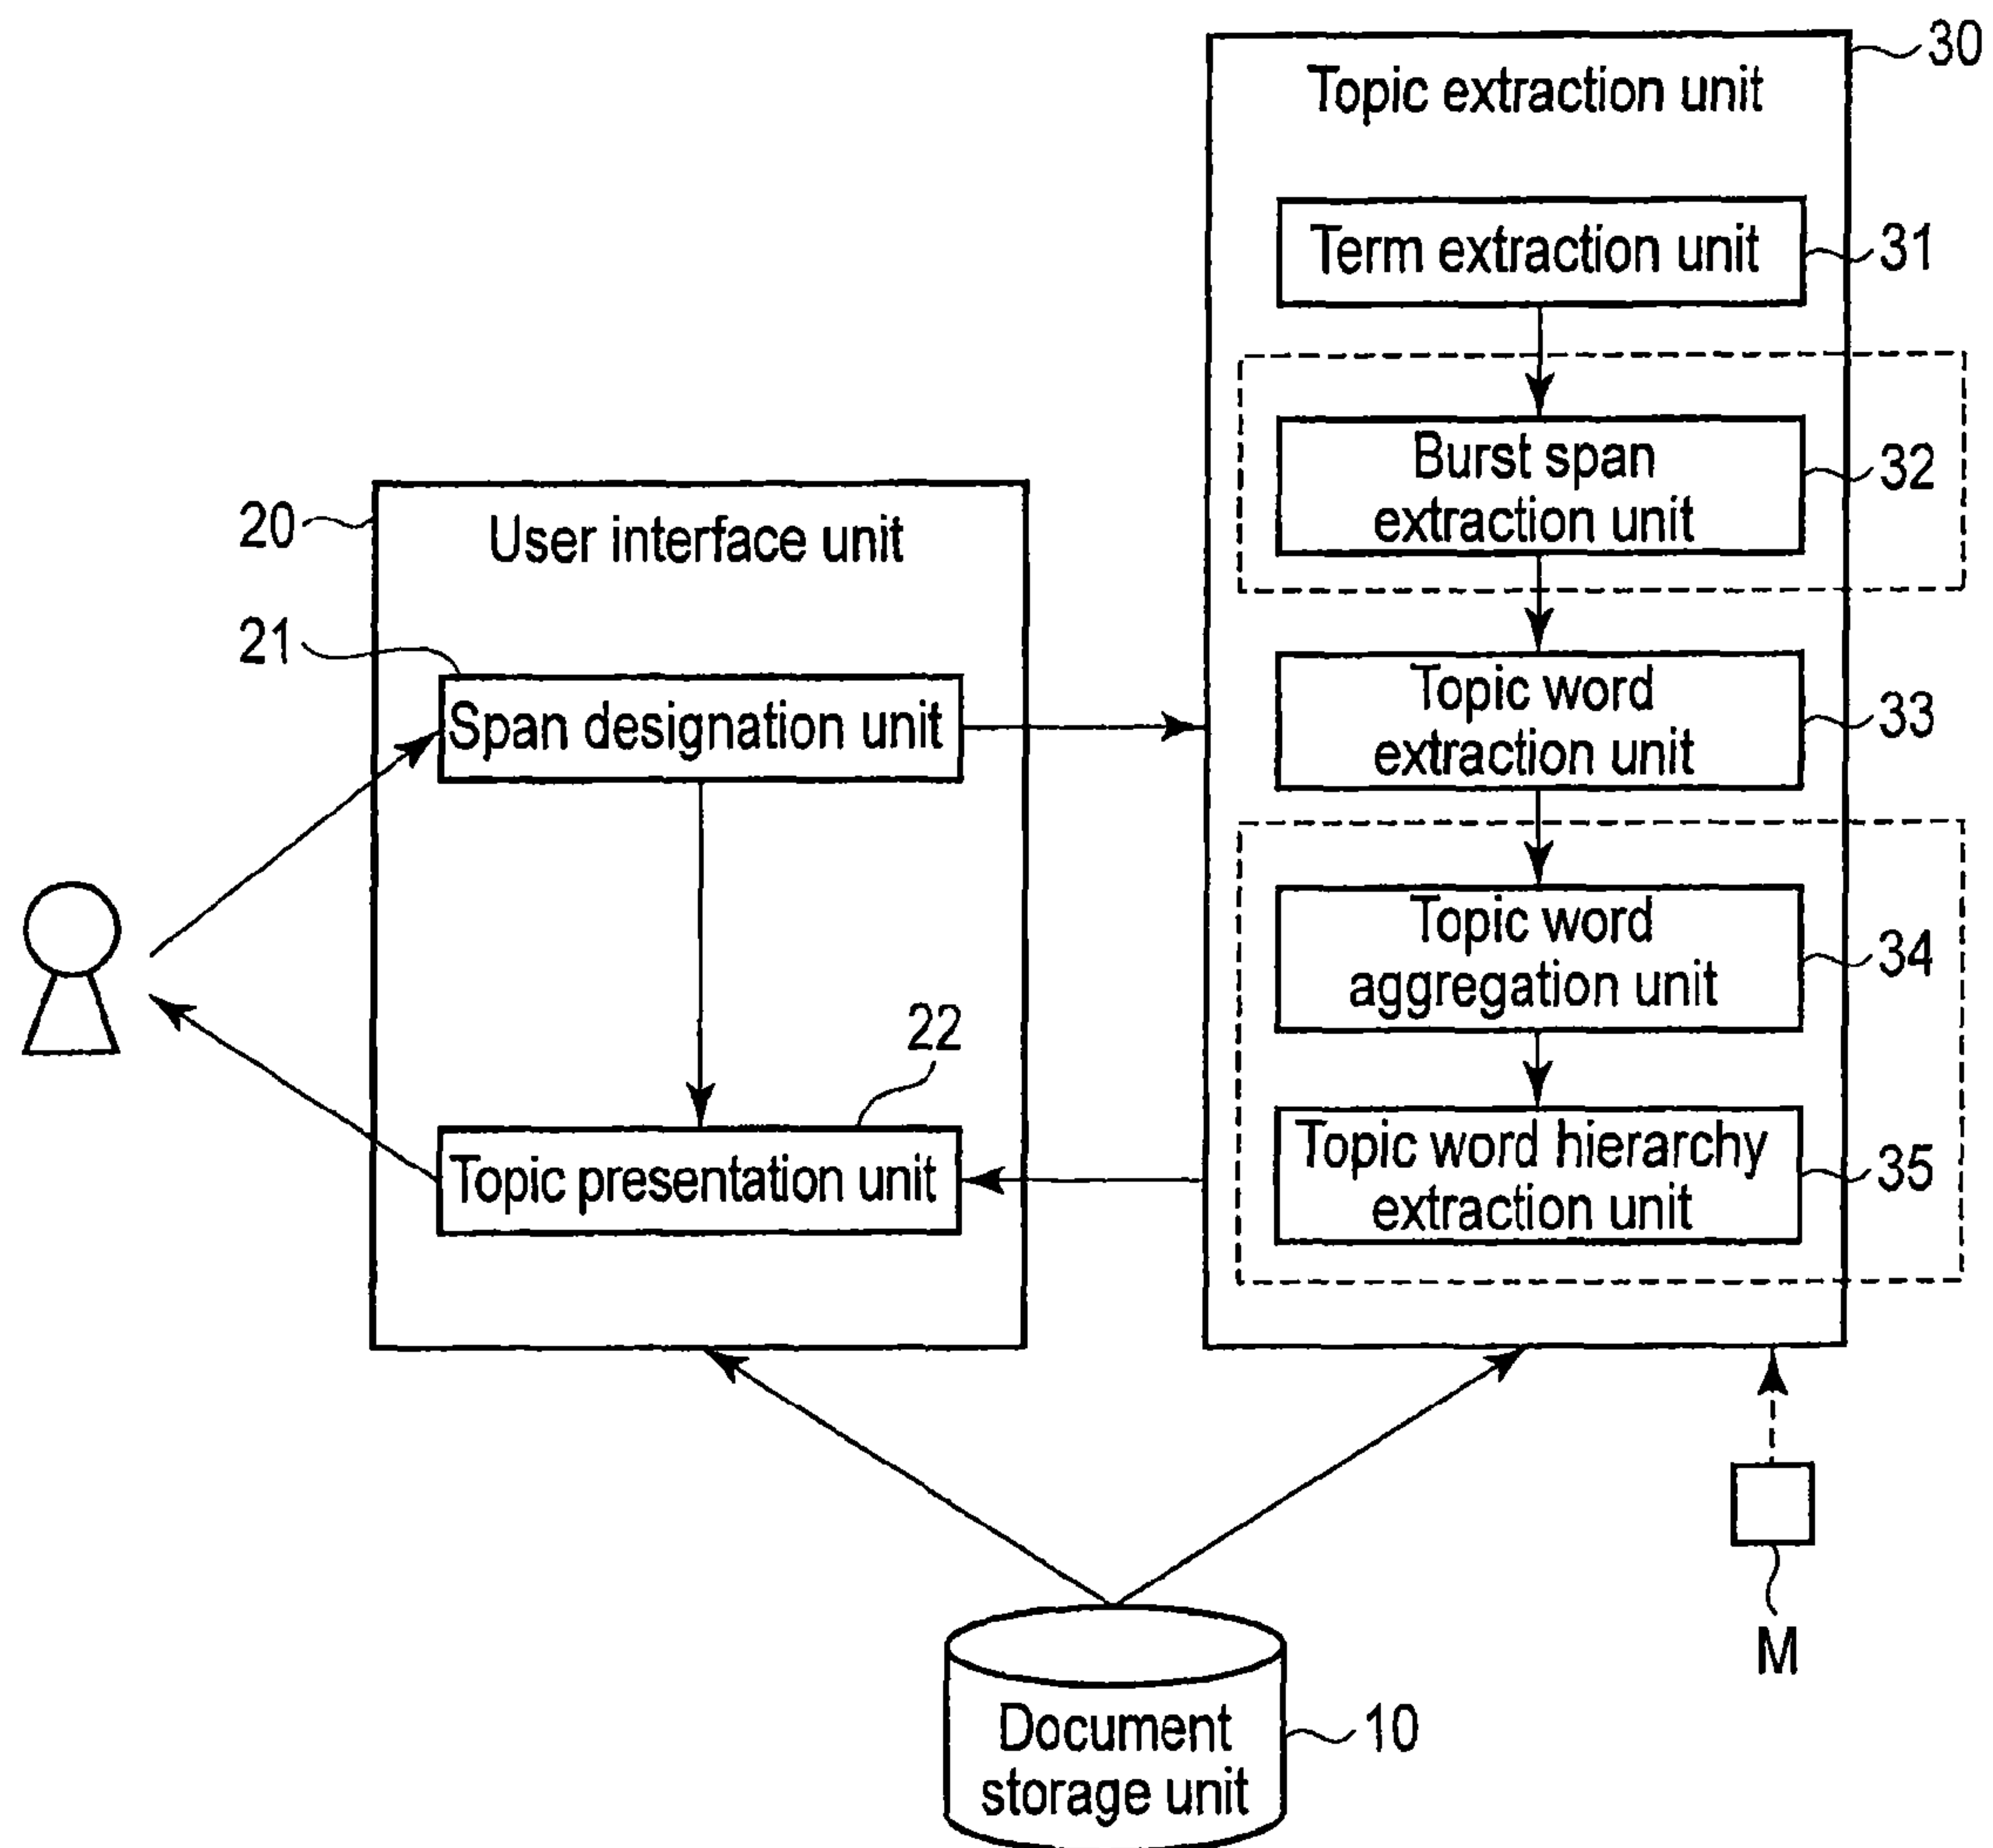 30
Topic extraction unit
Term extraction unit
31
Burst span
extraction unit
32
20
User interface unit
21
Span designation unit
Topic word
extraction unit
33
Topic word
aggregation unit
34
22
Topic presentation unit
Topic word hierarchy
extraction unit
35
M
Document
storage unit
10